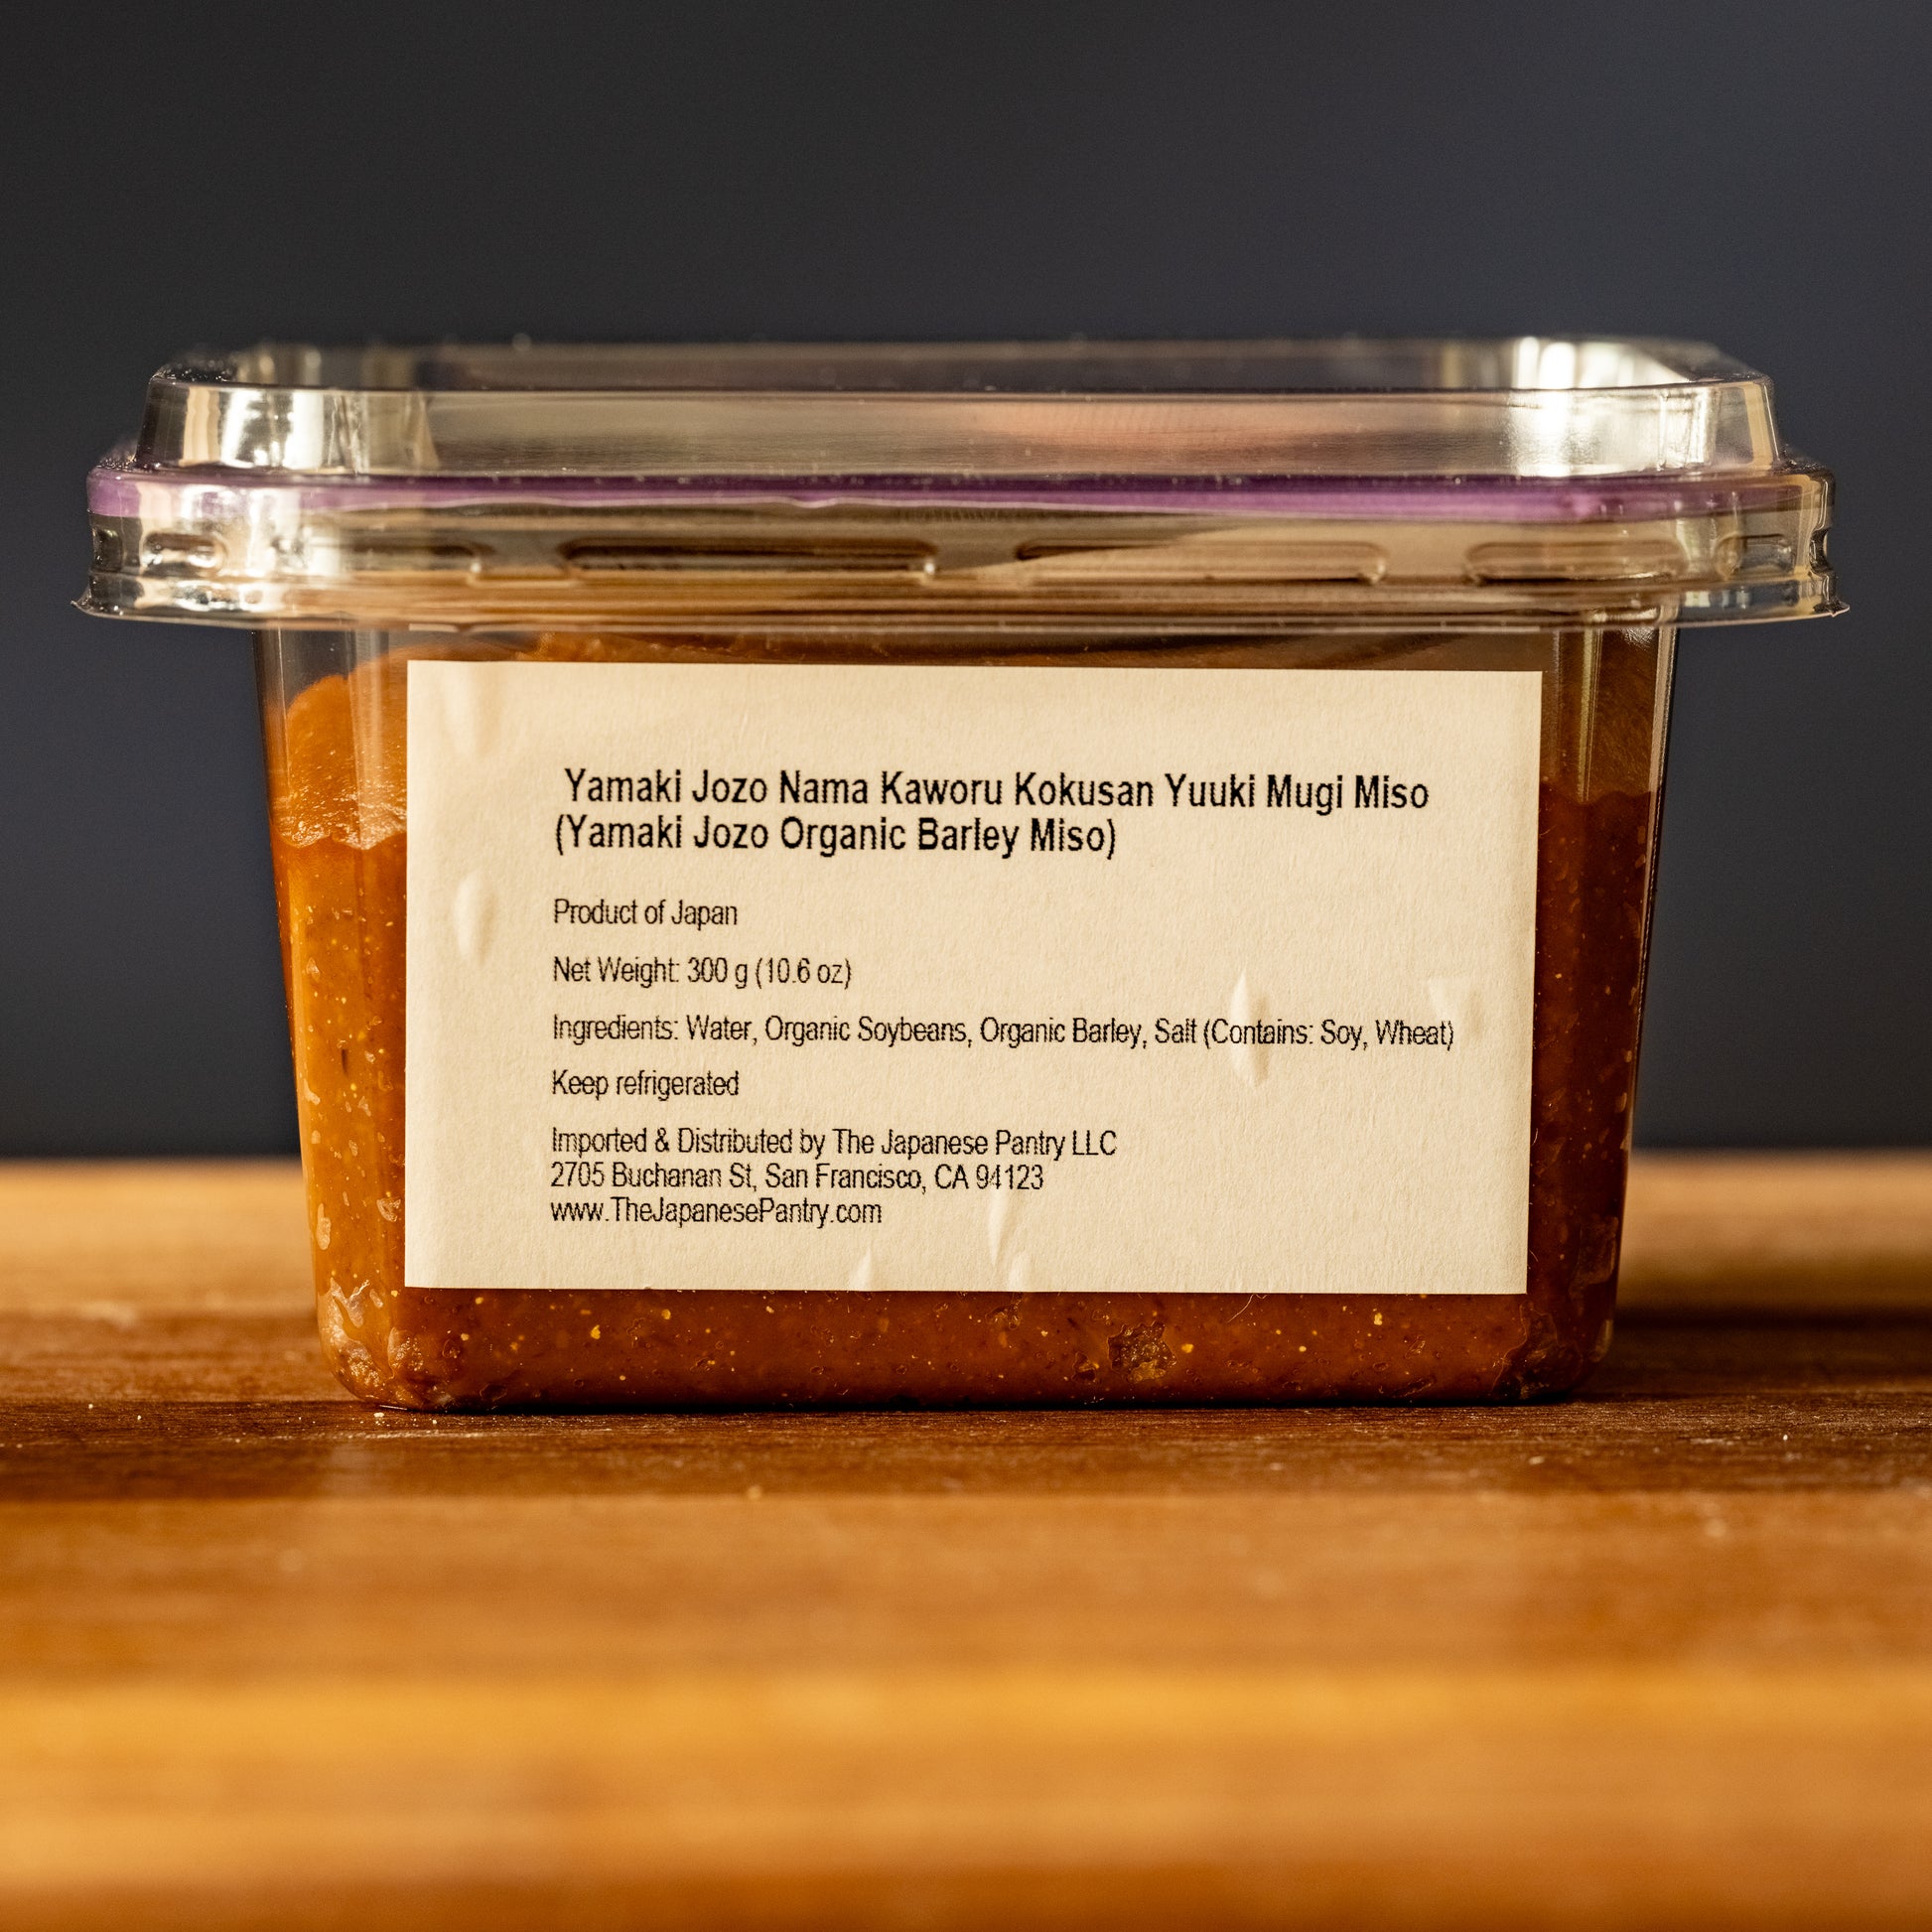 Yamaki Jozo Nama Kaworu Kokusan Yuuki Mugi Miso
(Yamaki Jozo Organic Barley Miso)
Product of Japan
Net Weight: 300 g (10.6 oz)
Ingredients: Water, Organic Soybeans, Organic Barley, Salt (Contains: Soy, Wheat)
Keep refrigerated
Imported & Distributed by The Japanese Pantry LLC
2705 Buchanan St, San Francisco, CA 94123
www.TheJapanesePantry.com